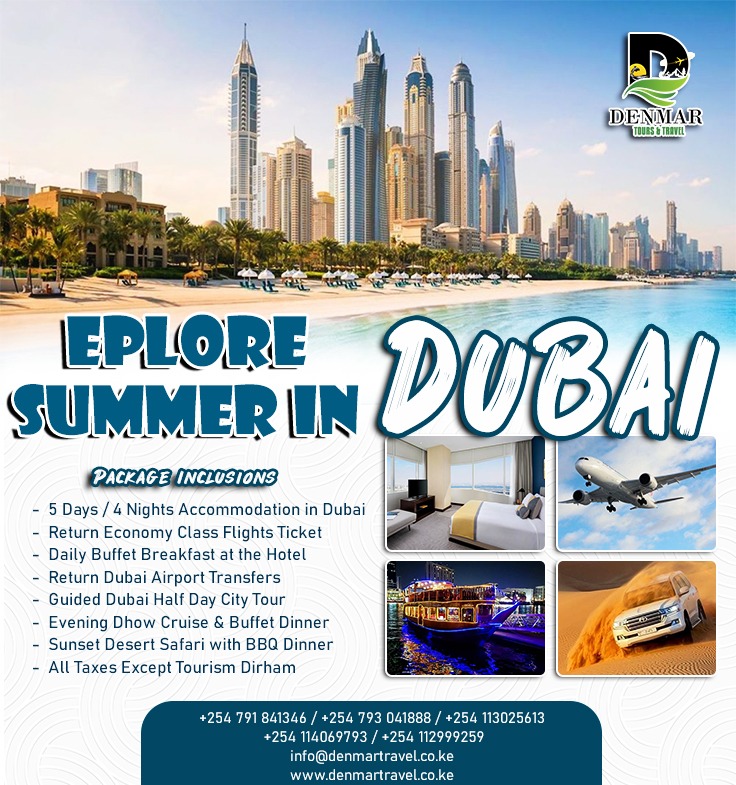 DENMAR
TOURS & TRAVEL
EPLORE
SUMMER IN
DUBAI
PACKAGE INCLUSIONS
- 5 Days / 4 Nights Accommodation in Dubai
- Return Economy Class Flights Ticket
- Daily Buffet Breakfast at the Hotel
- Return Dubai Airport Transfers
- Guided Dubai Half Day City Tour
- Evening Dhow Cruise & Buffet Dinner
- Sunset Desert Safari with BBQ Dinner
- All Taxes Except Tourism Dirham
+254 791 841346 / +254 793 041888 / +254 113025613
+254 114069793 / +254 112999259
info@denmartravel.co.ke
www.denmartravel.co.ke